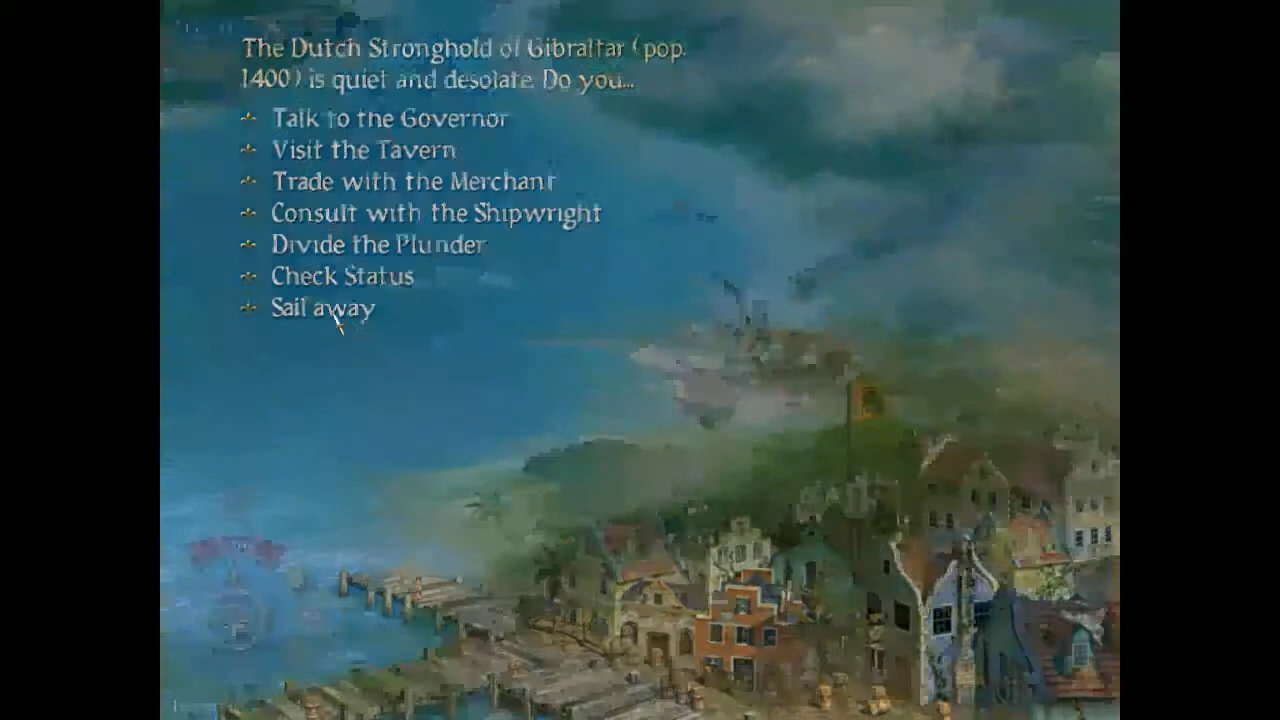 The Dutch Stronghold of Gibraltar (pop.
1400) is quiet and desolate. Do you...
Talk to the Governor
Visit the Tavern
Trade with the Merchant
Consult with the Shipwright
Divide the Plunder
Check Status
Sail away